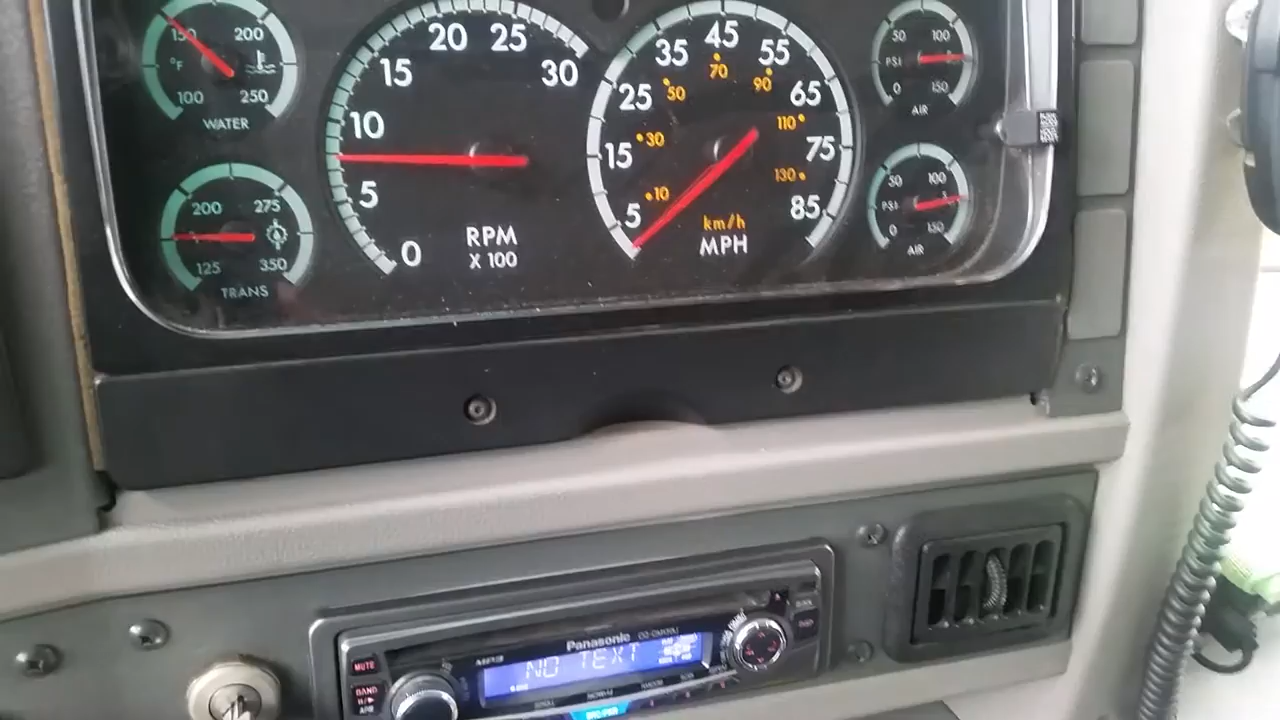 150 200
°F
100 250
WATER
200 275
125 350
TRANS
0 5 10 15 20 25 30
RPM
X 100
5 15 25 35 45 55 65 75 85
10 30 50 70 90 110 130
km/h
MPH
50 100
PSI
0 150
AIR
50 100
PSI
0 150
AIR
Panasonic
MP3
MUTE
BAND
NO TEXT